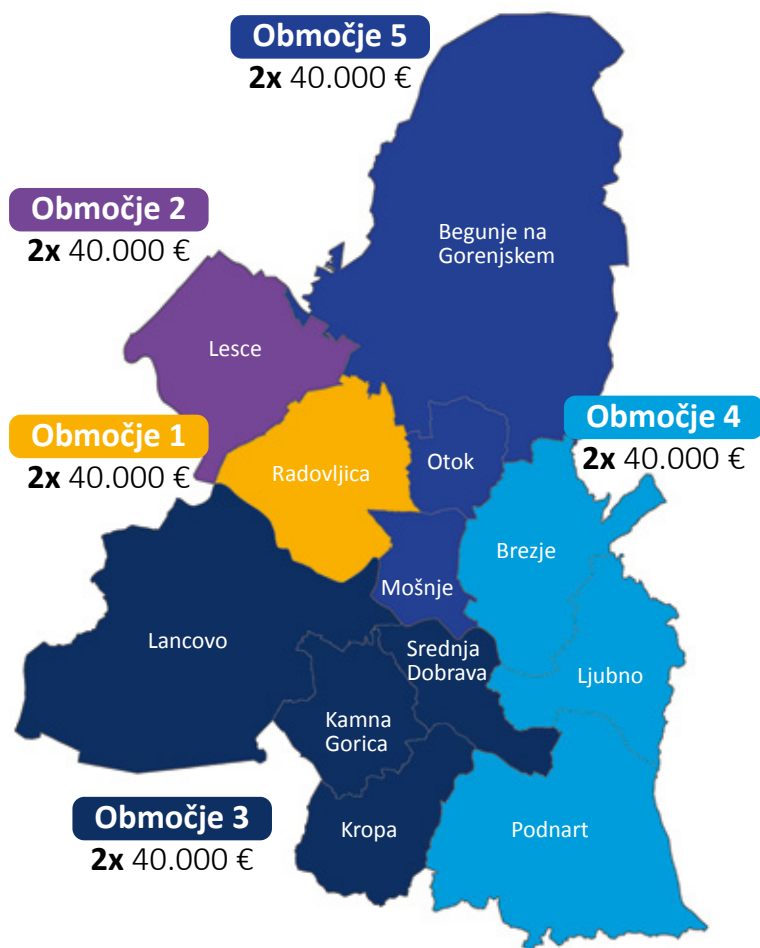 Območje 5
2x 40.000 €
Območje 2
2x 40.000 €
Begunje na
Gorenjskem
Lesce
Območje 4
2x 40.000 €
Območje 1
2x 40.000 €
Radovljica
Otok
Brezje
Mošnje
Lancovo
Srednja
Dobrava
Ljubno
Kamna
Gorica
Območje 3
2x 40.000 €
Kropa
Podnart